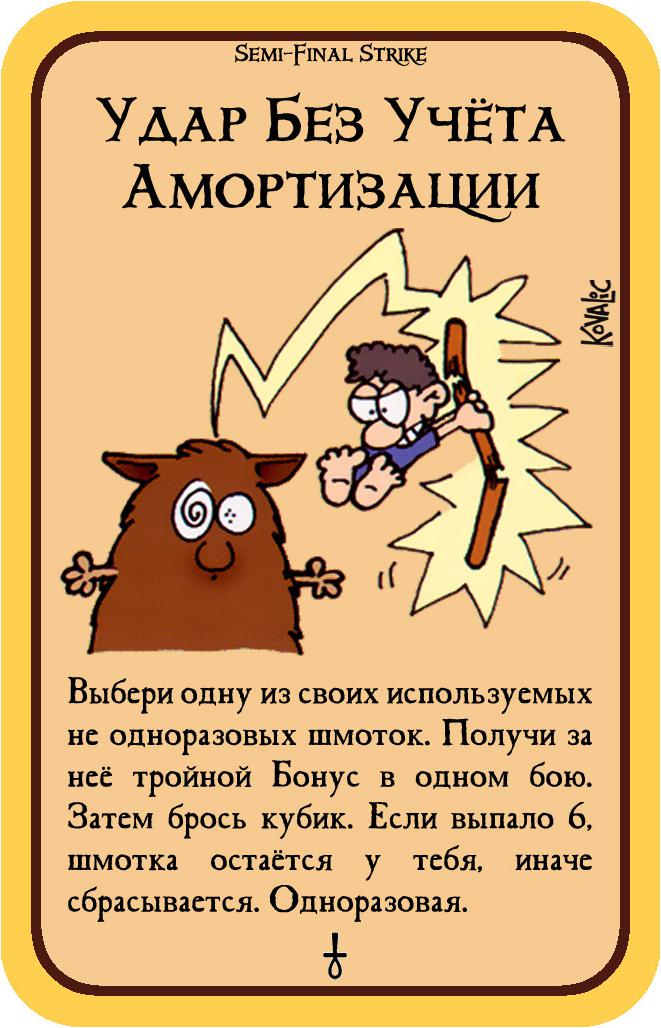 Semi-Final Strike
Удар Без Учёта
Амортизации
Kovalic
Выбери одну из своих используемых
не одноразовых шмоток. Получи за
неё тройной Бонус в одном бою.
Затем брось кубик. Если выпало 6,
шмотка остаётся у тебя, иначе
сбрасывается. Одноразовая.